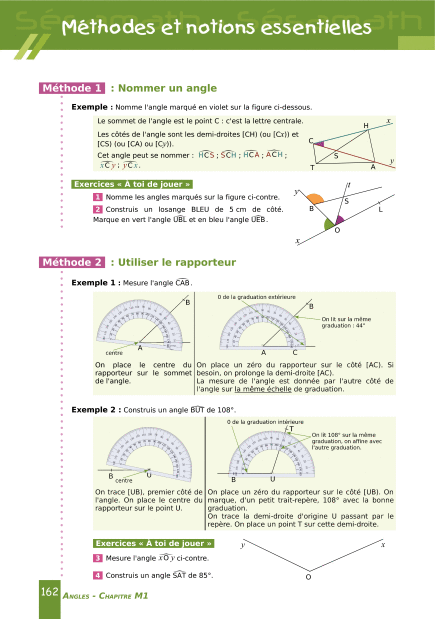 Sésamath Sésamath
Méthodes et notions essentielles
Méthode 1 : Nommer un angle
Exemple : Nomme l'angle marqué en violet sur la figure ci-dessous.
Le sommet de l'angle est le point C : c'est la lettre centrale.
Les côtés de l'angle sont les demi-droites [CH) (ou [Cx)) et
[CS) (ou [CA) ou [Cy)).
Cet angle peut se nommer : HCS ; SCH ; HCA ; ACH ;
xCy ; yCx.
H
x
C
S
T
A
y
Exercices « À toi de jouer »
1 Nomme les angles marqués sur la figure ci-contre.
2 Construis un losange BLEU de 5 cm de côté.
Marque en vert l'angle UBL et en bleu l'angle UEB.
y
t
B
S
L
O
x
Méthode 2 : Utiliser le rapporteur
Exemple 1 : Mesure l'angle CAB.
B
A
centre
0 de la graduation extérieure
B
On lit sur la même
graduation : 44°
A
C
On place le centre du
rapporteur sur le sommet
de l'angle.
On place un zéro du rapporteur sur le côté [AC). Si
besoin, on prolonge la demi-droite [AC).
La mesure de l'angle est donnée par l'autre côté de
l'angle sur la même échelle de graduation.
Exemple 2 : Construis un angle BUT de 108°.
B
centre
U
0 de la graduation intérieure
T
On lit 108° sur la même
graduation, on affine avec
l'autre graduation.
B
U
On trace [UB), premier côté de
l'angle. On place le centre du
rapporteur sur le point U.
On place un zéro du rapporteur sur le côté [UB). On
marque, d'un petit trait-repère, 108° avec la bonne
graduation.
On trace la demi-droite d'origine U passant par le
repère. On place un point T sur cette demi-droite.
Exercices « À toi de jouer »
3 Mesure l'angle xOy ci-contre.
4 Construis un angle SAT de 85°.
y
x
O
162 Angles - Chapitre M1